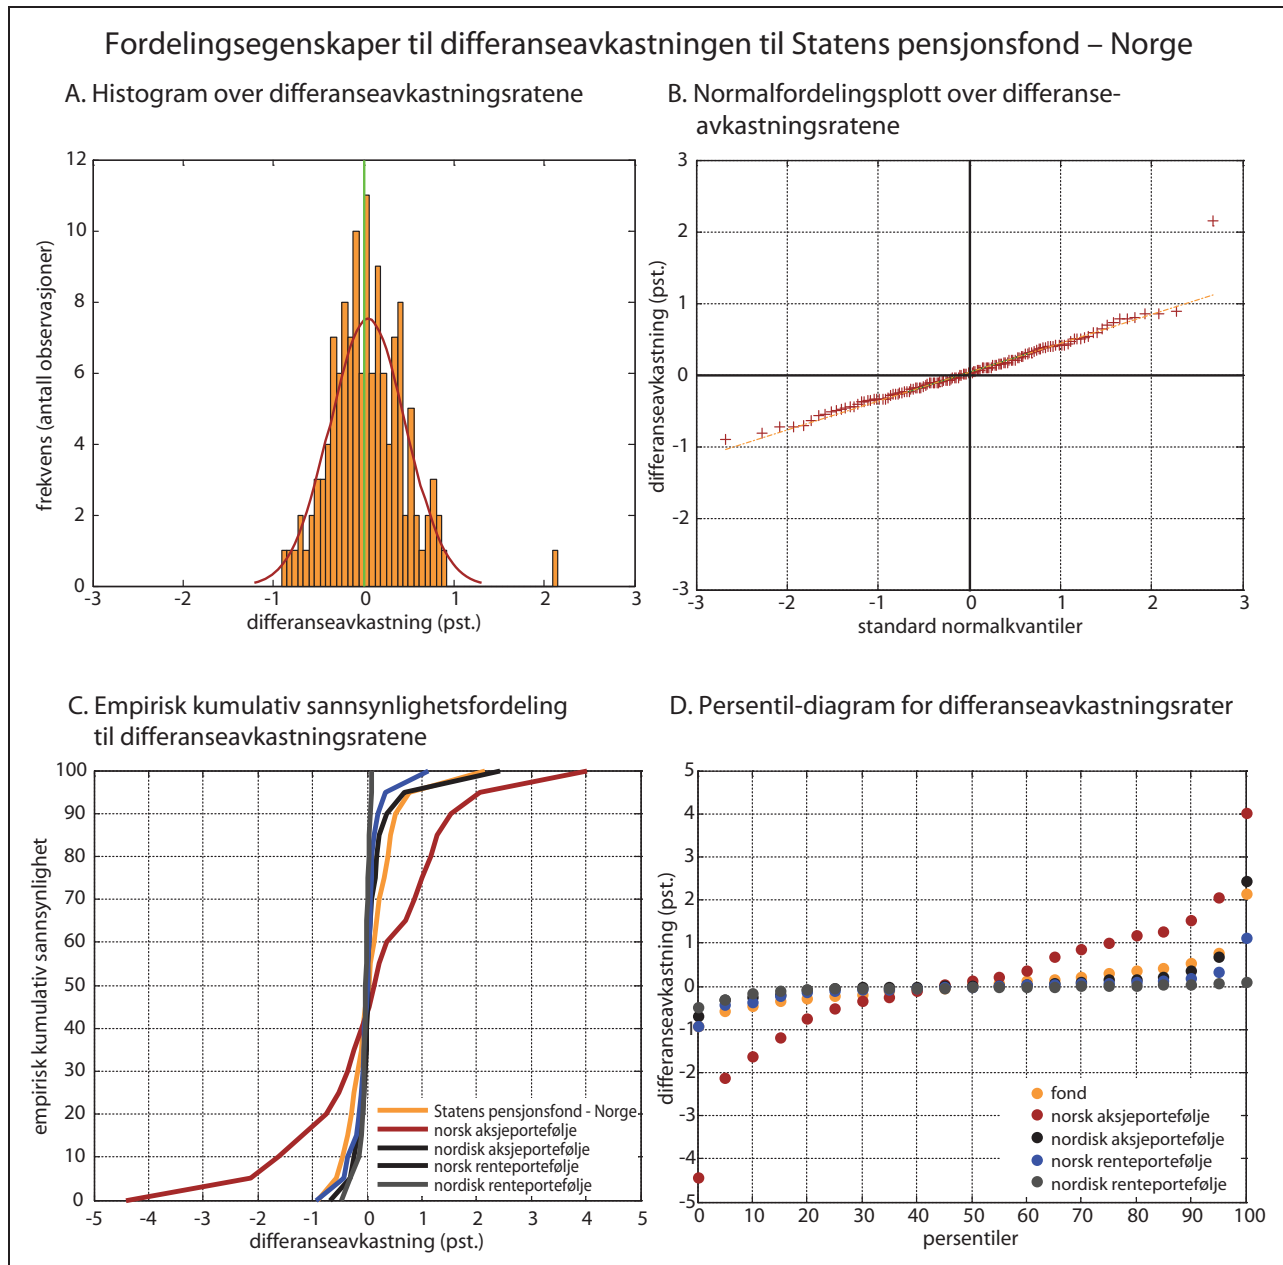 Fordelingsegenskaper til differanseavkastningen til Statens pensjonsfond – Norge
A. Histogram over differanseavkastningsratene
12
10
8
6
4
2
0
frekvens (antall observasjoner)
-3 -2 -1 0 1 2 3
differanseavkastning (pst.)
B. Normalfordelingsplott over differanse-
avkastningsratene
3
2
1
0
-1
-2
-3
differanseavkastning (pst.)
-3 -2 -1 0 1 2 3
standard normalkvantiler
C. Empirisk kumulativ sannsynlighetsfordeling
til differanseavkastningsratene
100
90
80
70
60
50
40
30
20
10
0
empirisk kumulativ sannsynlighet
Statens pensjonsfond - Norge
norsk aksjeportefølje
nordisk aksjeportefølje
norsk renteportefølje
nordisk renteportefølje
-5 -4 -3 -2 -1 0 1 2 3 4 5
differanseavkastning (pst.)
D. Persentil-diagram for differanseavkastningsrater
5
4
3
2
1
0
-1
-2
-3
-4
-5
differanseavkastning (pst.)
fond
norsk aksjeportefølje
nordisk aksjeportefølje
norsk renteportefølje
nordisk renteportefølje
0 10 20 30 40 50 60 70 80 90 100
persentiler